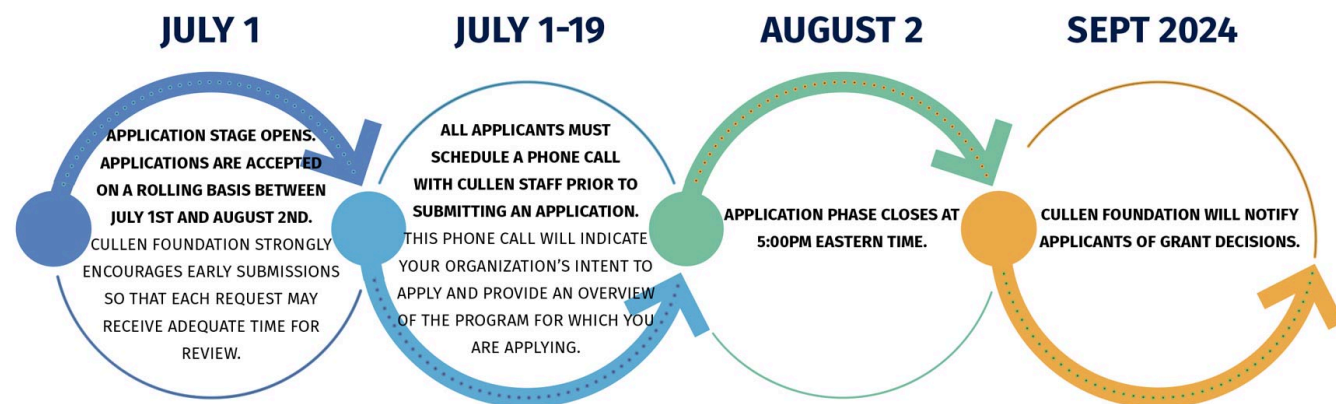 JULY 1
APPLICATION STAGE OPENS.
APPLICATIONS ARE ACCEPTED
ON A ROLLING BASIS BETWEEN
JULY 1ST AND AUGUST 2ND.
CULLEN FOUNDATION STRONGLY
ENCOURAGES EARLY SUBMISSIONS
SO THAT EACH REQUEST MAY
RECEIVE ADEQUATE TIME FOR
REVIEW.
JULY 1-19
ALL APPLICANTS MUST
SCHEDULE A PHONE CALL
WITH CULLEN STAFF PRIOR TO
SUBMITTING AN APPLICATION.
THIS PHONE CALL WILL INDICATE
YOUR ORGANIZATION’S INTENT TO
APPLY AND PROVIDE AN OVERVIEW
OF THE PROGRAM FOR WHICH YOU
ARE APPLYING.
AUGUST 2
APPLICATION PHASE CLOSES AT
5:00PM EASTERN TIME.
SEPT 2024
CULLEN FOUNDATION WILL NOTIFY
APPLICANTS OF GRANT DECISIONS.